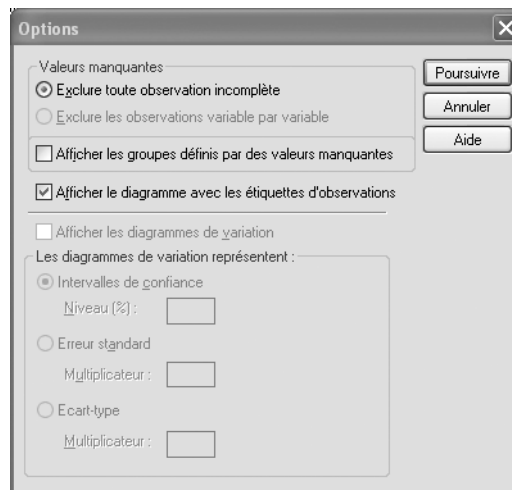 Options
Valeurs manquantes
Exclure toute observation incomplète
Exclure les observations variable par variable
Afficher les groupes définis par des valeurs manquantes
Afficher le diagramme avec les étiquettes d'observations
Afficher les diagrammes de variation
Les diagrammes de variation représentent :
Intervalles de confiance
Niveau (%) :
Erreur standard
Multiplicateur :
Ecart-type
Multiplicateur :
Poursuivre
Annuler
Aide